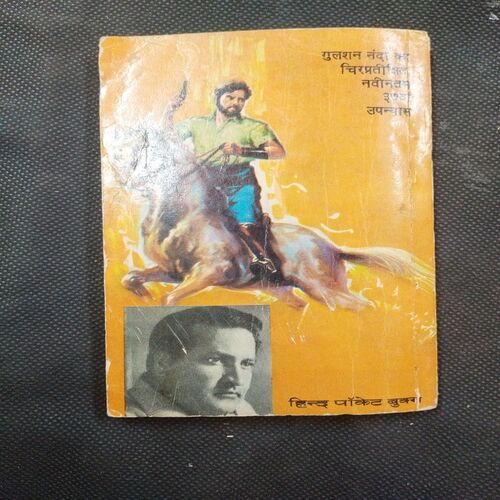 गुलशन नंदा का
चिरप्रतीक्षित
नवीनतम
उपन्यास
हिन्द पॉकेट बुक्स